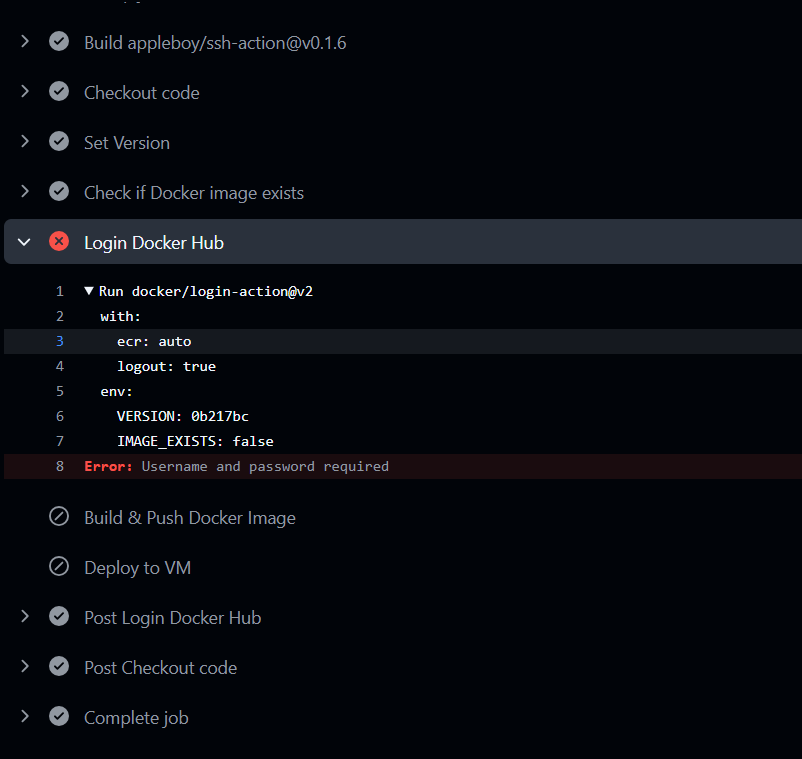 Build appleboy/ssh-action@v0.1.6
Checkout code
Set Version
Check if Docker image exists
Login Docker Hub
1 ▼ Run docker/login-action@v2
2 with:
3 ecr: auto
4 logout: true
5 env:
6 VERSION: 0b217bc
7 IMAGE_EXISTS: false
8 Error: Username and password required
Build & Push Docker Image
Deploy to VM
Post Login Docker Hub
Post Checkout code
Complete job